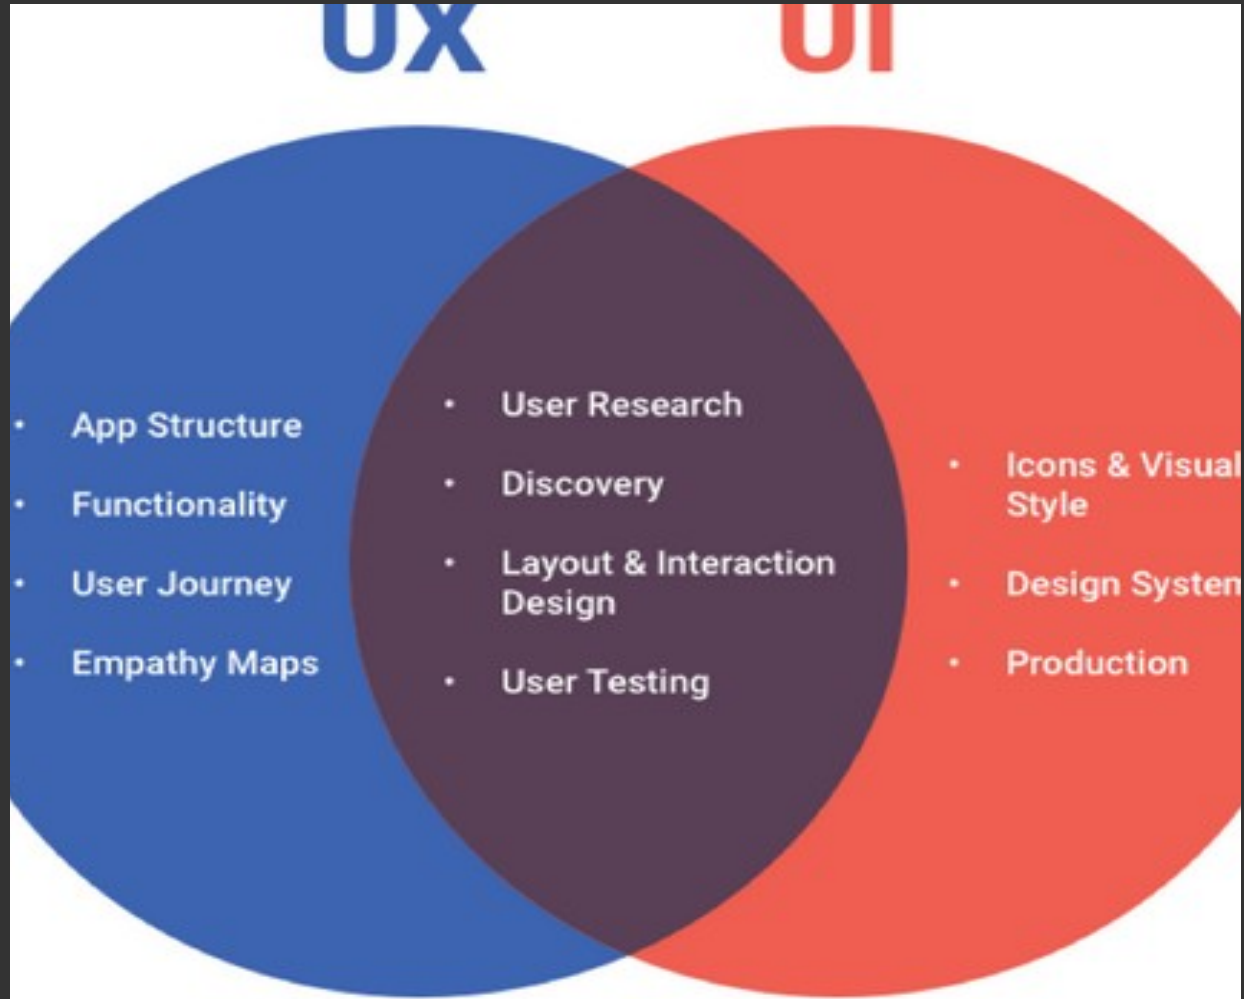 UX
UI
• App Structure
• Functionality
• User Journey
• Empathy Maps
• User Research
• Discovery
• Layout & Interaction
Design
• User Testing
• Icons & Visual
Style
• Design System
• Production